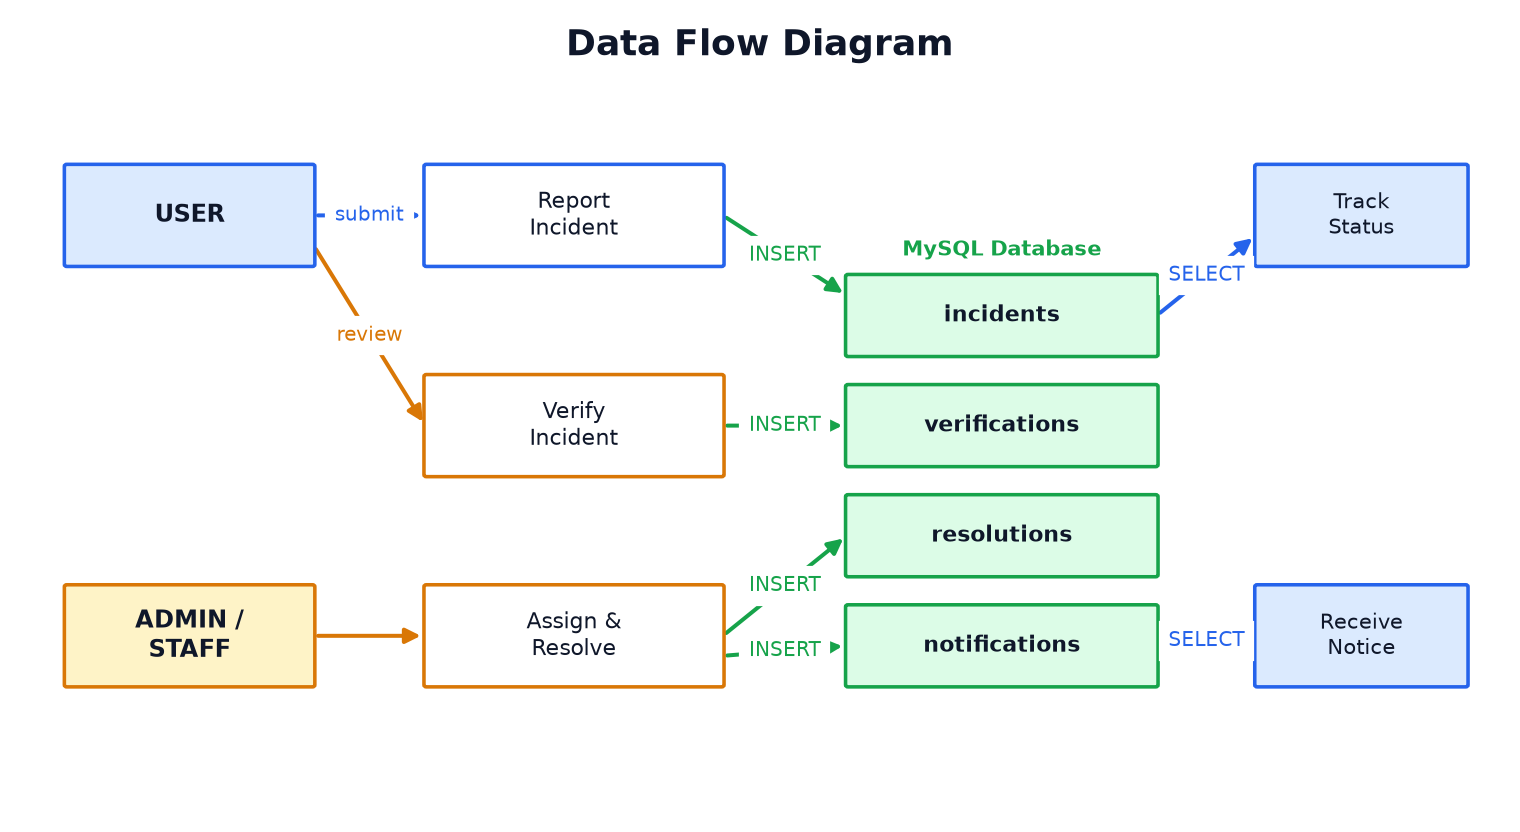 Data Flow Diagram
USER
submit
Report
Incident
INSERT
MySQL Database
incidents
SELECT
Track
Status
review
Verify
Incident
INSERT
verifications
resolutions
ADMIN /
STAFF
Assign &
Resolve
INSERT
INSERT
notifications
SELECT
Receive
Notice